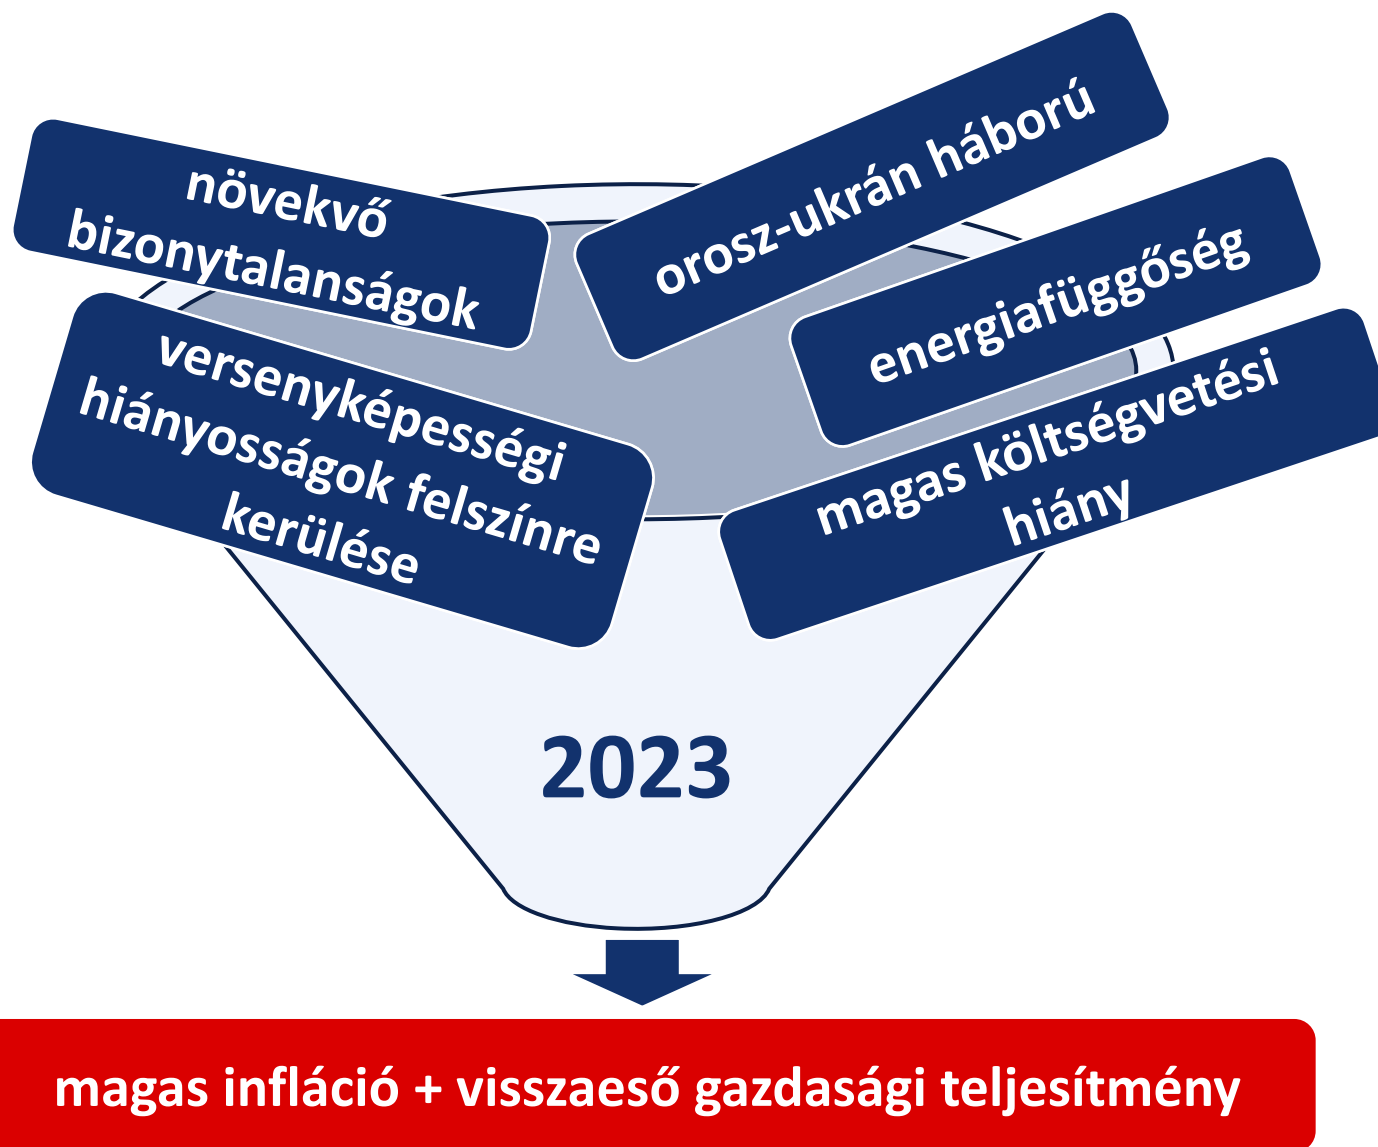 növekvő
bizonytalanságok
orosz-ukrán háború
energiafüggőség
versenyképességi
hiányosságok felszínre
kerülése
magas költségvetési
hiány
2023
magas infláció + visszaeső gazdasági teljesítmény